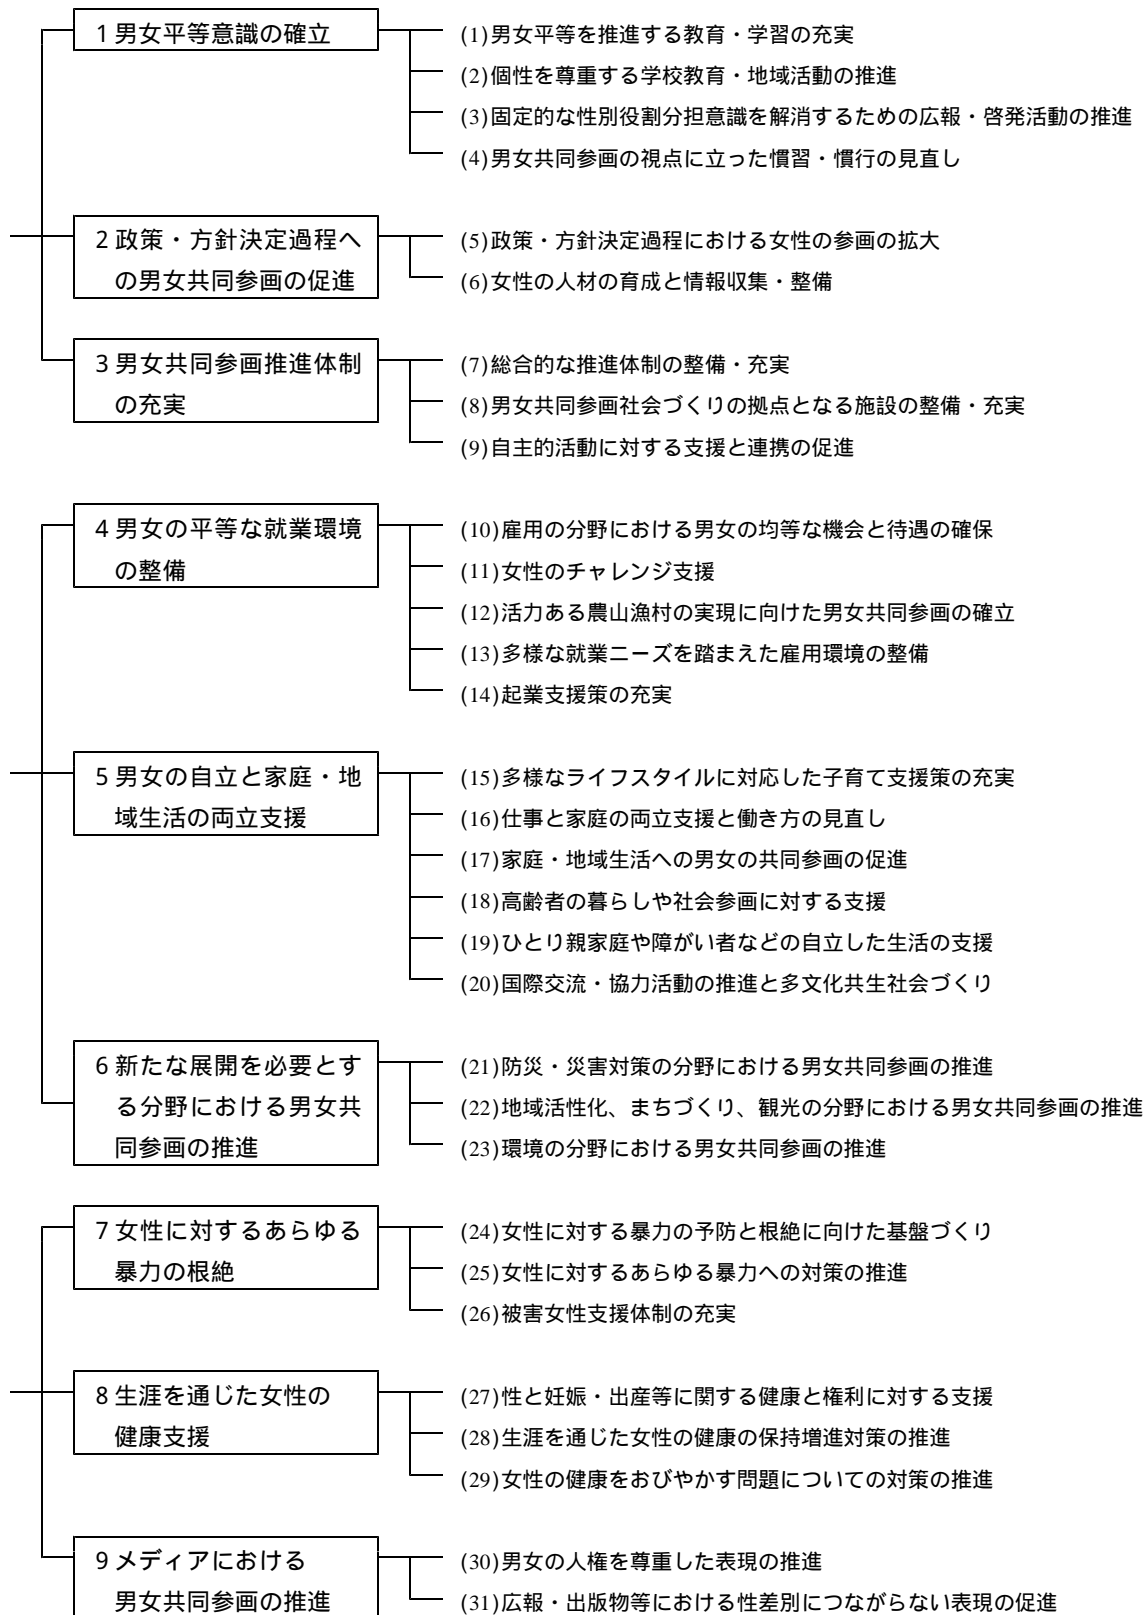 1 男女平等意識の確立
(1)男女平等を推進する教育・学習の充実
(2)個性を尊重する学校教育・地域活動の推進
(3)固定的な性別役割分担意識を解消するための広報・啓発活動の推進
(4)男女共同参画の視点に立った慣習・慣行の見直し
2 政策・方針決定過程へ
の男女共同参画の促進
(5)政策・方針決定過程における女性の参画の拡大
(6)女性の人材の育成と情報収集・整備
3 男女共同参画推進体制
の充実
(7)総合的な推進体制の整備・充実
(8)男女共同参画社会づくりの拠点となる施設の整備・充実
(9)自主的活動に対する支援と連携の促進
4 男女の平等な就業環境
の整備
(10)雇用の分野における男女の均等な機会と待遇の確保
(11)女性のチャレンジ支援
(12)活力ある農山漁村の実現に向けた男女共同参画の確立
(13)多様な就業ニーズを踏まえた雇用環境の整備
(14)起業支援策の充実
5 男女の自立と家庭・地
域生活の両立支援
(15)多様なライフスタイルに対応した子育て支援策の充実
(16)仕事と家庭の両立支援と働き方の見直し
(17)家庭・地域生活への男女の共同参画の促進
(18)高齢者の暮らしや社会参画に対する支援
(19)ひとり親家庭や障がい者などの自立した生活の支援
(20)国際交流・協力活動の推進と多文化共生社会づくり
6 新たな展開を必要とす
る分野における男女共
同参画の推進
(21)防災・災害対策の分野における男女共同参画の推進
(22)地域活性化、まちづくり、観光の分野における男女共同参画の推進
(23)環境の分野における男女共同参画の推進
7 女性に対するあらゆる
暴力の根絶
(24)女性に対する暴力の予防と根絶に向けた基盤づくり
(25)女性に対するあらゆる暴力への対策の推進
(26)被害女性支援体制の充実
8 生涯を通じた女性の
健康支援
(27)性と妊娠・出産等に関する健康と権利に対する支援
(28)生涯を通じた女性の健康の保持増進対策の推進
(29)女性の健康をおびやかす問題についての対策の推進
9 メディアにおける
男女共同参画の推進
(30)男女の人権を尊重した表現の推進
(31)広報・出版物等における性差別につながらない表現の促進